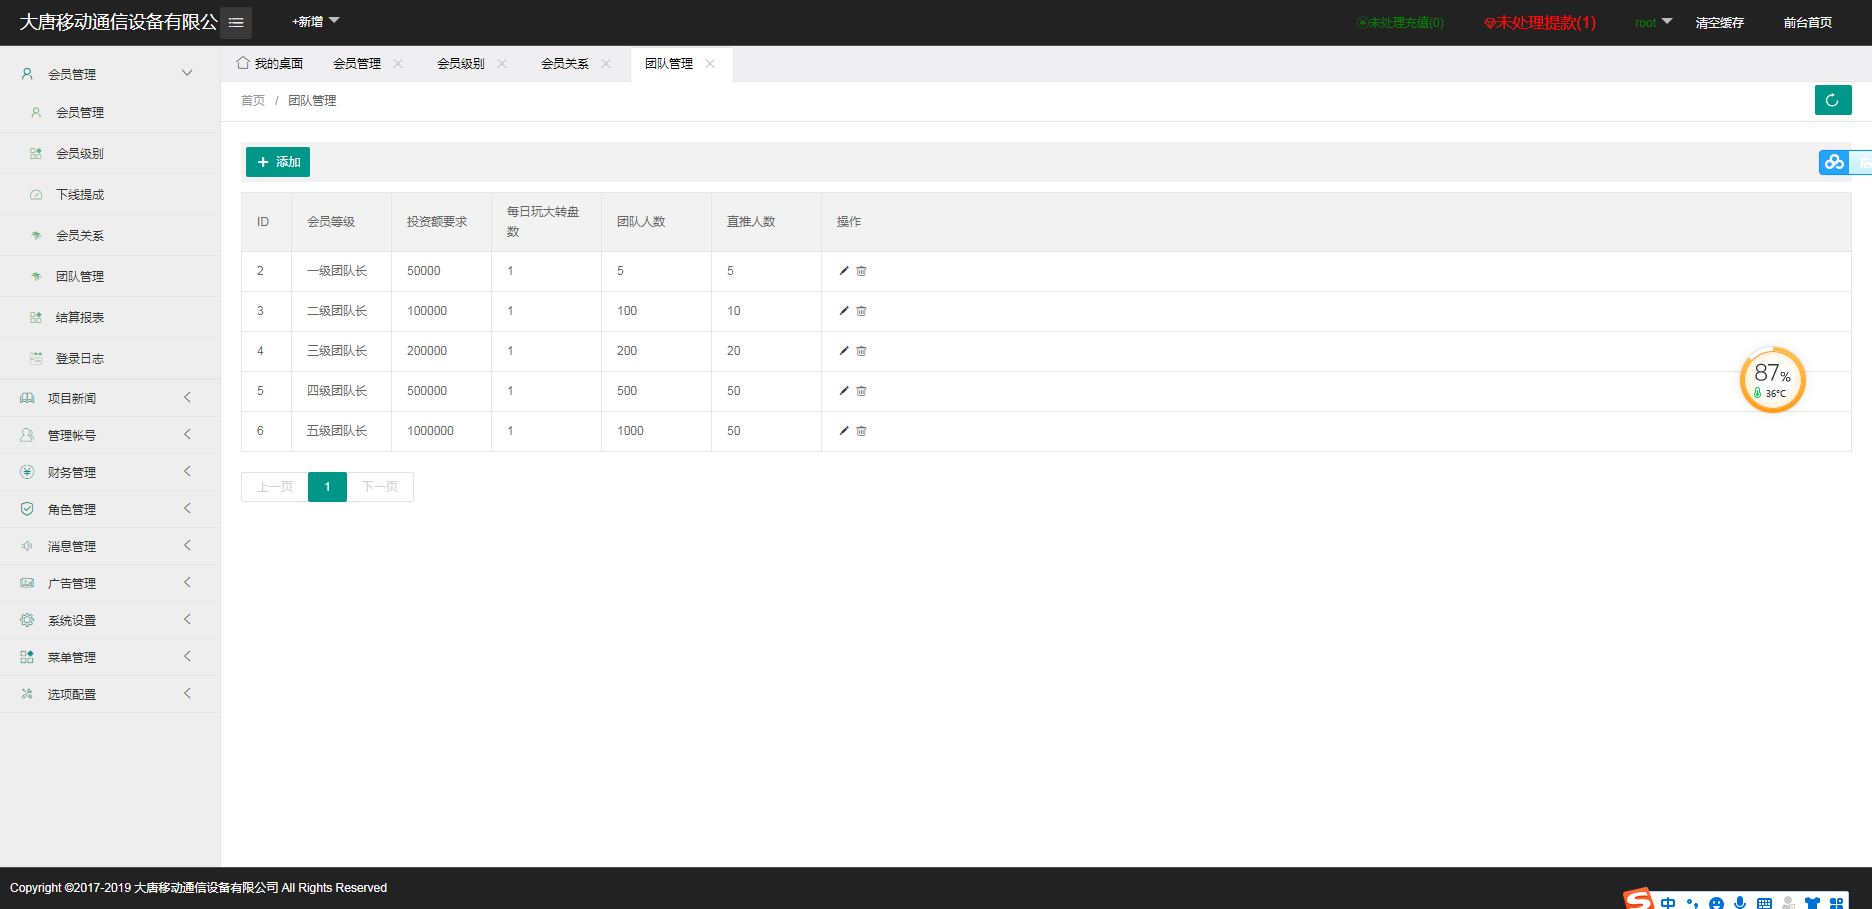 大唐移动通信设备有限公
+新增
未处理充值(0)
未处理提款(1)
root
清空缓存
前台首页
会员管理
会员管理
会员级别
下线提成
会员关系
团队管理
结算报表
登录日志
项目新闻
管理帐号
财务管理
角色管理
消息管理
广告管理
系统设置
菜单管理
选项配置
我的桌面
会员管理
会员级别
会员关系
团队管理
首页 / 团队管理
添加
ID 会员等级 投资额要求 每日玩大转盘数 团队人数 直推人数 操作
2 一级团队长 50000 1 5 5
3 二级团队长 100000 1 100 10
4 三级团队长 200000 1 200 20
5 四级团队长 500000 1 500 50
6 五级团队长 1000000 1 1000 50
上一页 1 下一页
87%
36°C
Copyright ©2017-2019 大唐移动通信设备有限公司 All Rights Reserved
中